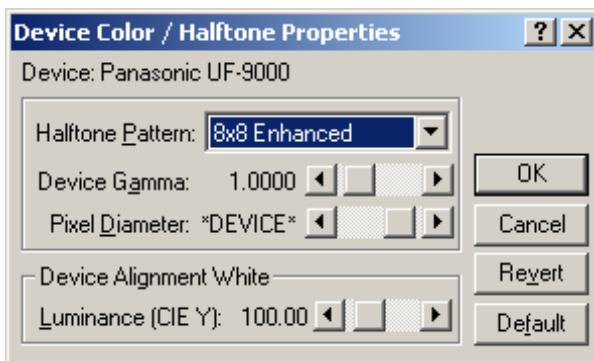 Device Color / Halftone Properties
Device: Panasonic UF-9000
Halftone Pattern: 8x8 Enhanced
Device Gamma: 1.0000
Pixel Diameter: *DEVICE*
OK
Cancel
Device Alignment White
Revert
Luminance (CIE Y): 100.00
Default